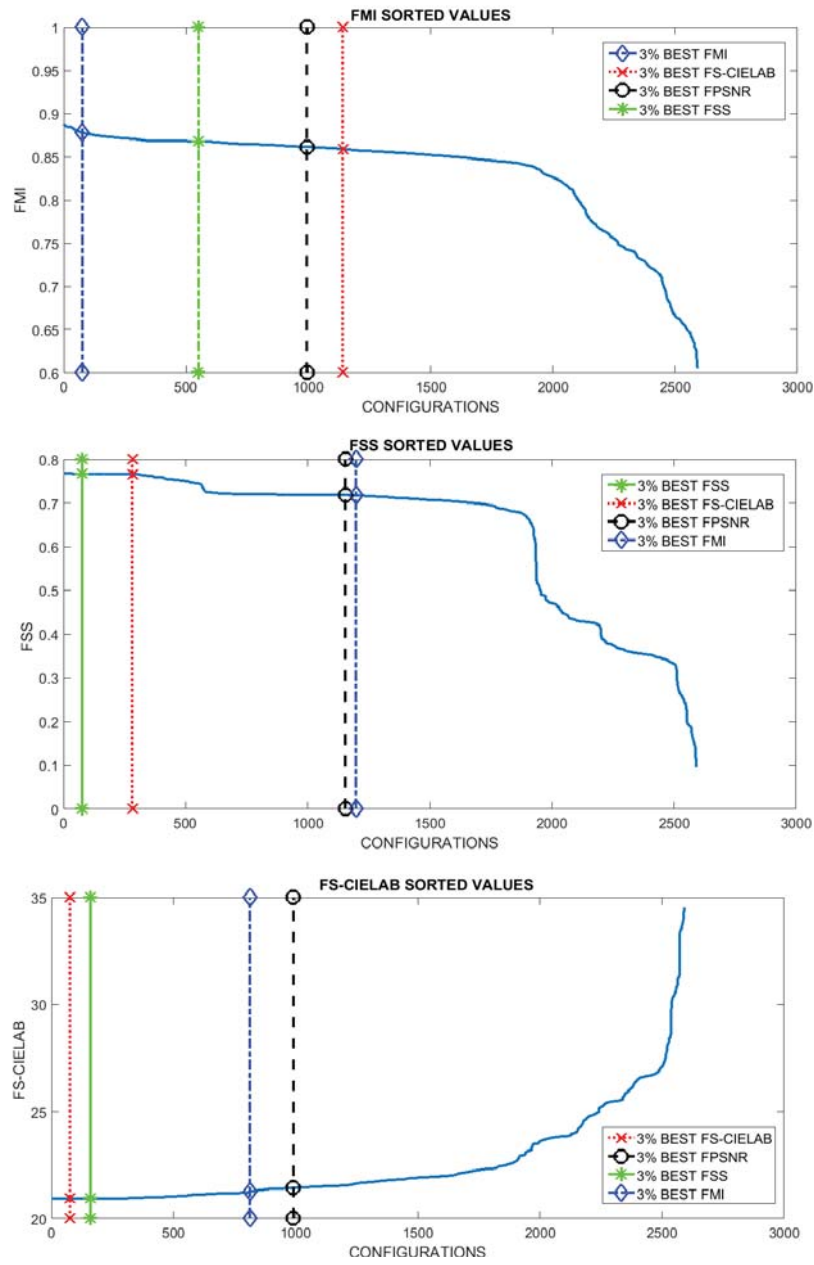 FMI SORTED VALUES
1
0.95
0.9
0.85
0.8
0.75
0.7
0.65
0.6
FMI
3% BEST FMI
3% BEST FS-CIELAB
3% BEST FPSNR
3% BEST FSS
0 500 1000 1500 2000 2500 3000
CONFIGURATIONS
FSS SORTED VALUES
0.8
0.7
0.6
0.5
0.4
0.3
0.2
0.1
0
FSS
3% BEST FSS
3% BEST FS-CIELAB
3% BEST FPSNR
3% BEST FMI
0 500 1000 1500 2000 2500 3000
CONFIGURATIONS
FS-CIELAB SORTED VALUES
35
30
25
20
FS-CIELAB
3% BEST FS-CIELAB
3% BEST FPSNR
3% BEST FSS
3% BEST FMI
0 500 1000 1500 2000 2500 3000
CONFIGURATIONS